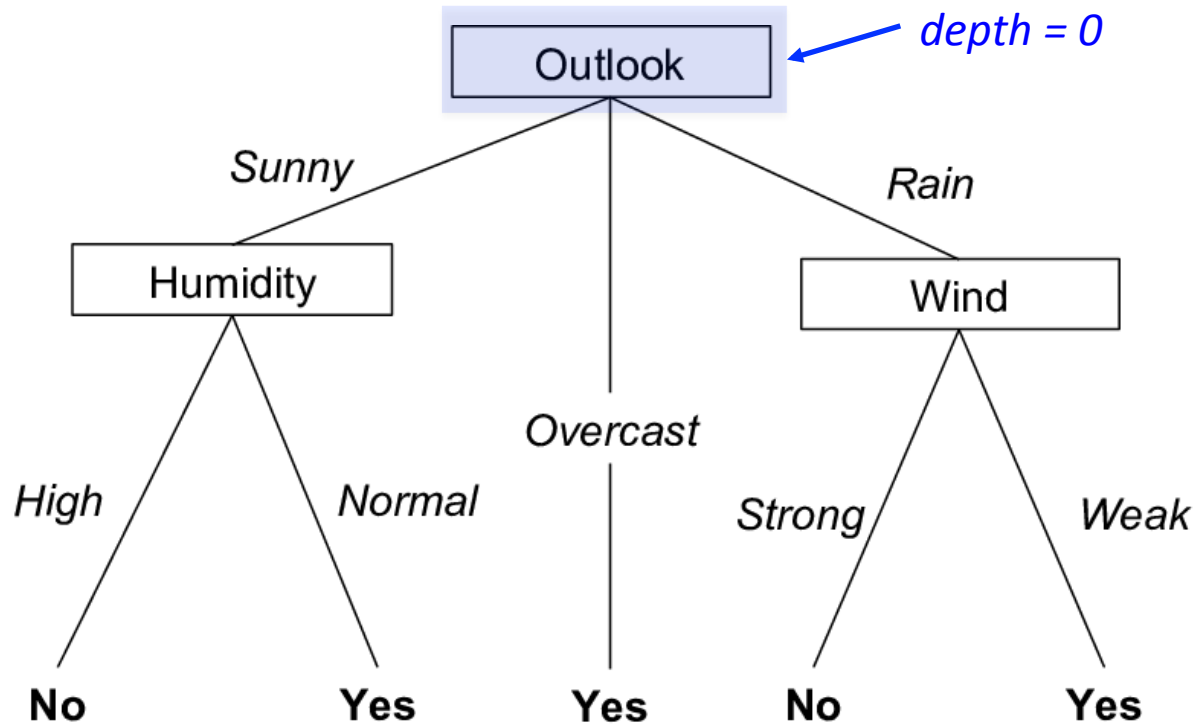 Outlook
depth = 0
Sunny
Rain
Humidity
Wind
Overcast
High
Normal
Strong
Weak
No
Yes
Yes
No
Yes